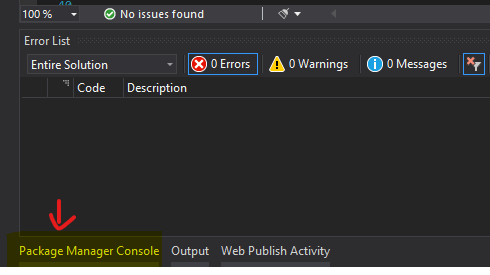 40
100 %
No issues found
Error List
Entire Solution
0 Errors
0 Warnings
0 Messages
Code
Description
Package Manager Console
Output
Web Publish Activity